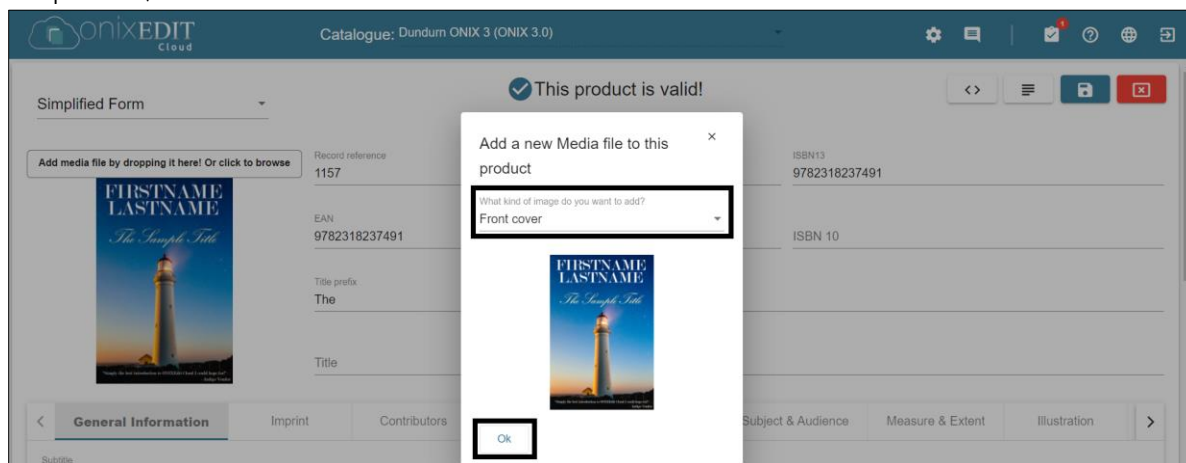 onixEDIT
Cloud
Catalogue: Dundurn ONIX 3 (ONIX 3.0)
1
Simplified Form
This product is valid!
Add media file by dropping it here! Or click to browse
FIRSTNAME
LASTNAME
The Sample Title
Record reference
1157
ISBN13
9782318237491
EAN
9782318237491
ISBN 10
Title prefix
The
Title
Add a new Media file to this
product
What kind of image do you want to add?
Front cover
FIRSTNAME
LASTNAME
The Sample Title
Ok
General Information
Imprint
Contributors
Subject & Audience
Measure & Extent
Illustration
Subtitle